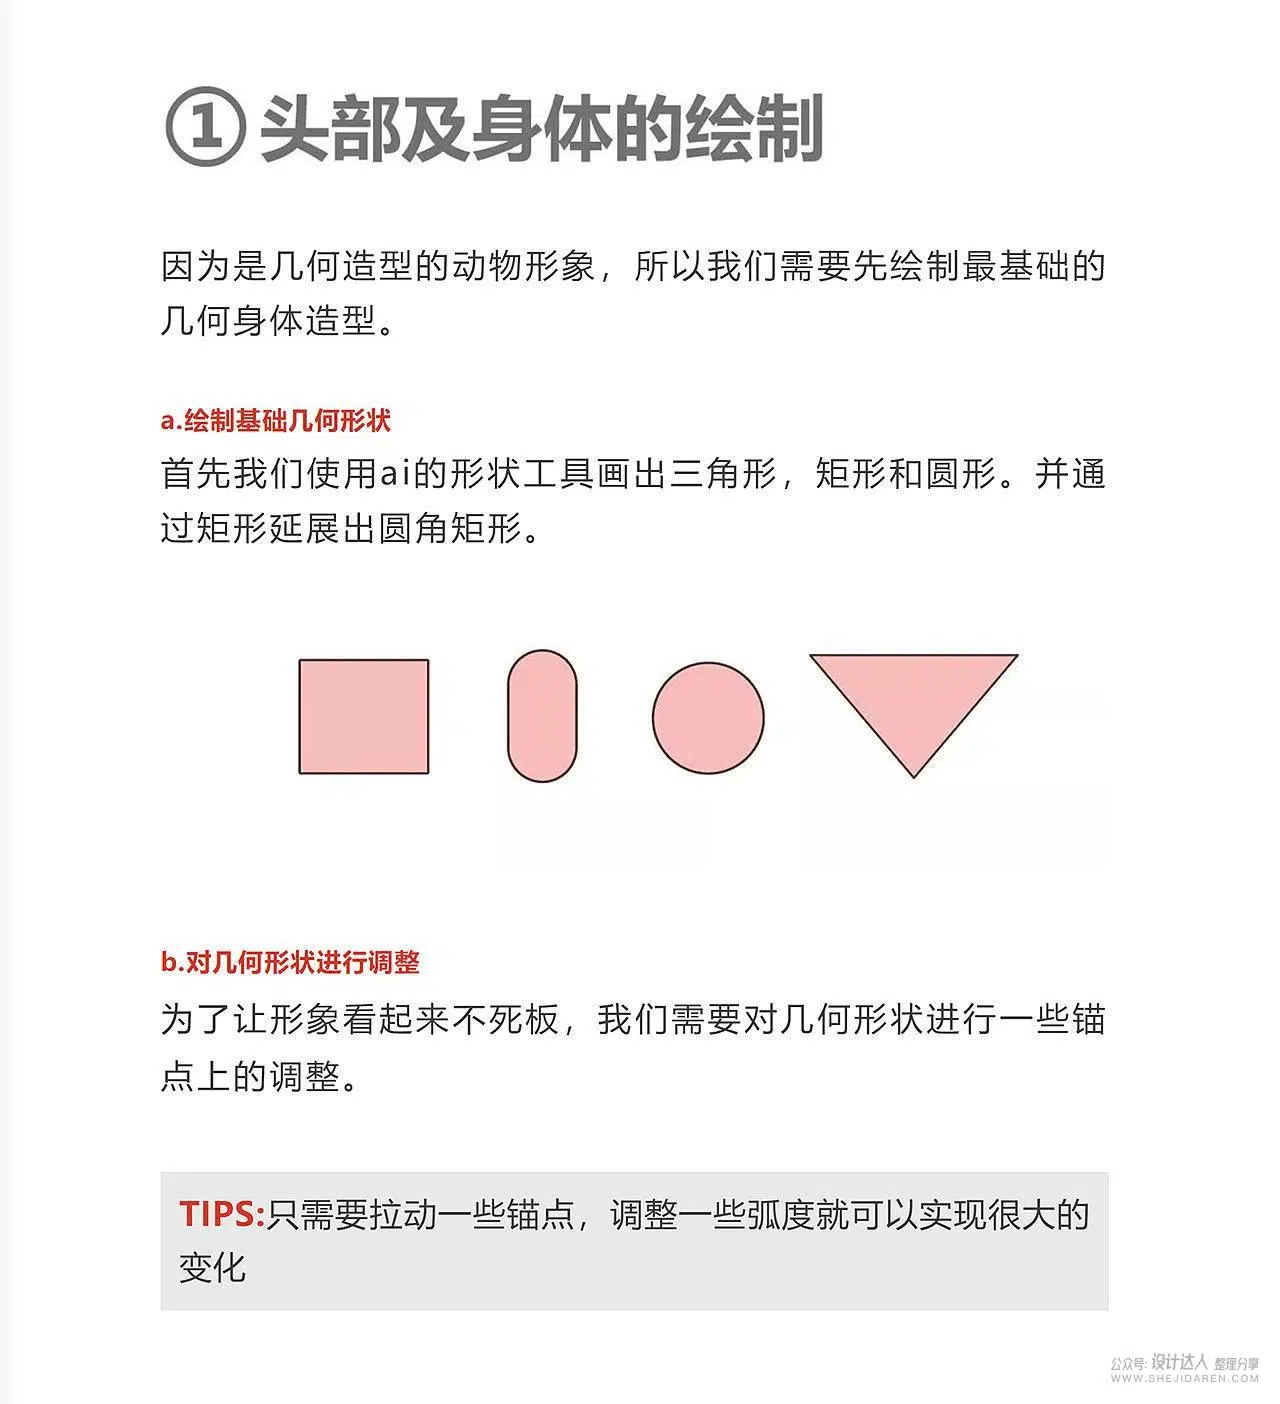 ①头部及身体的绘制
因为是几何造型的动物形象，所以我们需要先绘制最基础的
几何身体造型。
a.绘制基础几何形状
首先我们使用ai的形状工具画出三角形，矩形和圆形。并通
过矩形延展出圆角矩形。
b.对几何形状进行调整
为了让形象看起来不死板，我们需要对几何形状进行一些锚
点上的调整。
TIPS:只需要拉动一些锚点，调整一些弧度就可以实现很大的
变化
公众号: 设计达人 整理分享
WWW.SHEJIDAREN.COM